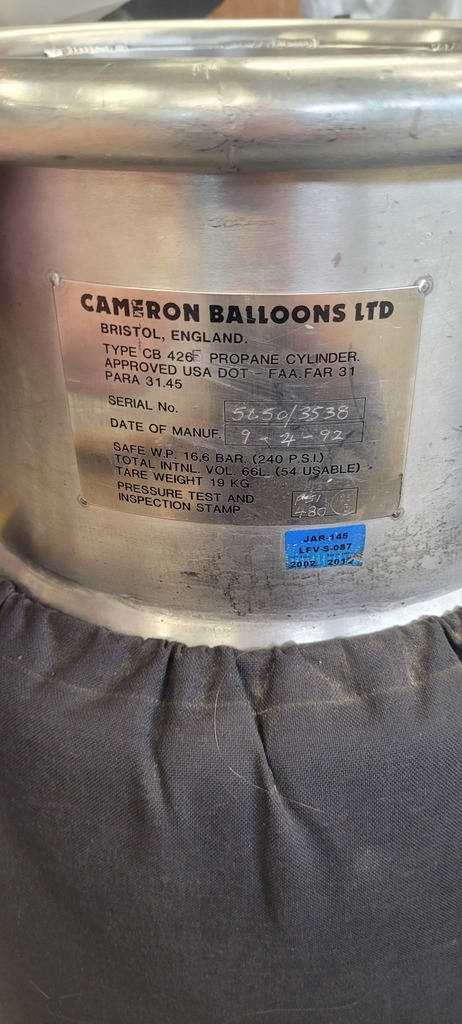 CAMERON BALLOONS LTD
BRISTOL, ENGLAND.
TYPE CB 426 PROPANE CYLINDER.
APPROVED USA DOT - FAA.FAR 31
PARA 31.45
SERIAL No. 5650/3538
DATE OF MANUF. 9-4-92
SAFE W.P. 16,6 BAR. (240 P.S.I.)
TOTAL INTNL. VOL. 66L. (54 USABLE)
TARE WEIGHT 19 KG.
PRESSURE TEST AND
INSPECTION STAMP 480
JAR-145
LFV-S-087
2002 2012